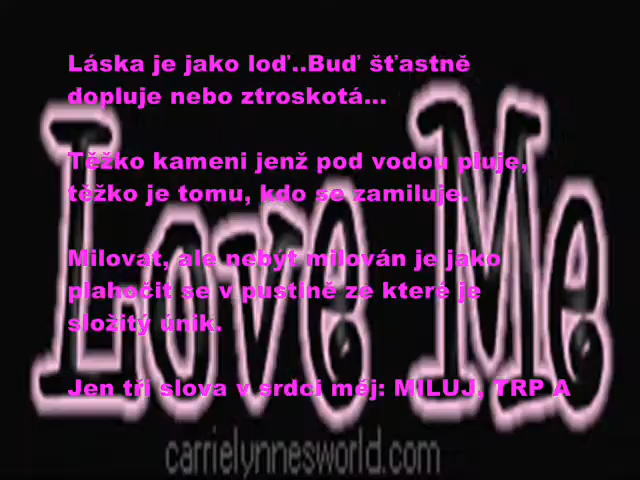 Láska je jako loď..Buď šťastně
dopluje nebo ztroskotá...
Těžko kameni jenž pod vodou pluje,
těžko je tomu, kdo se zamiluje.
Milovat, ale nebýt milován je jako
plahočit se v pustině ze které je
složitý únik.
Jen tři slova v srdci měj: MILUJ, TRP A
Love Me
carrielynnesworld.com